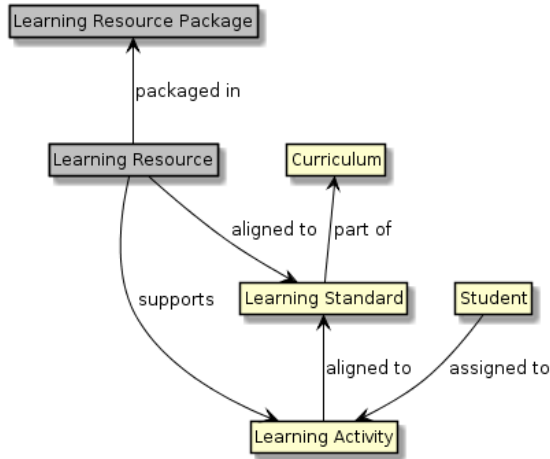 Learning Resource Package
packaged in
Learning Resource
Curriculum
aligned to
part of
Learning Standard
Student
supports
aligned to
assigned to
Learning Activity